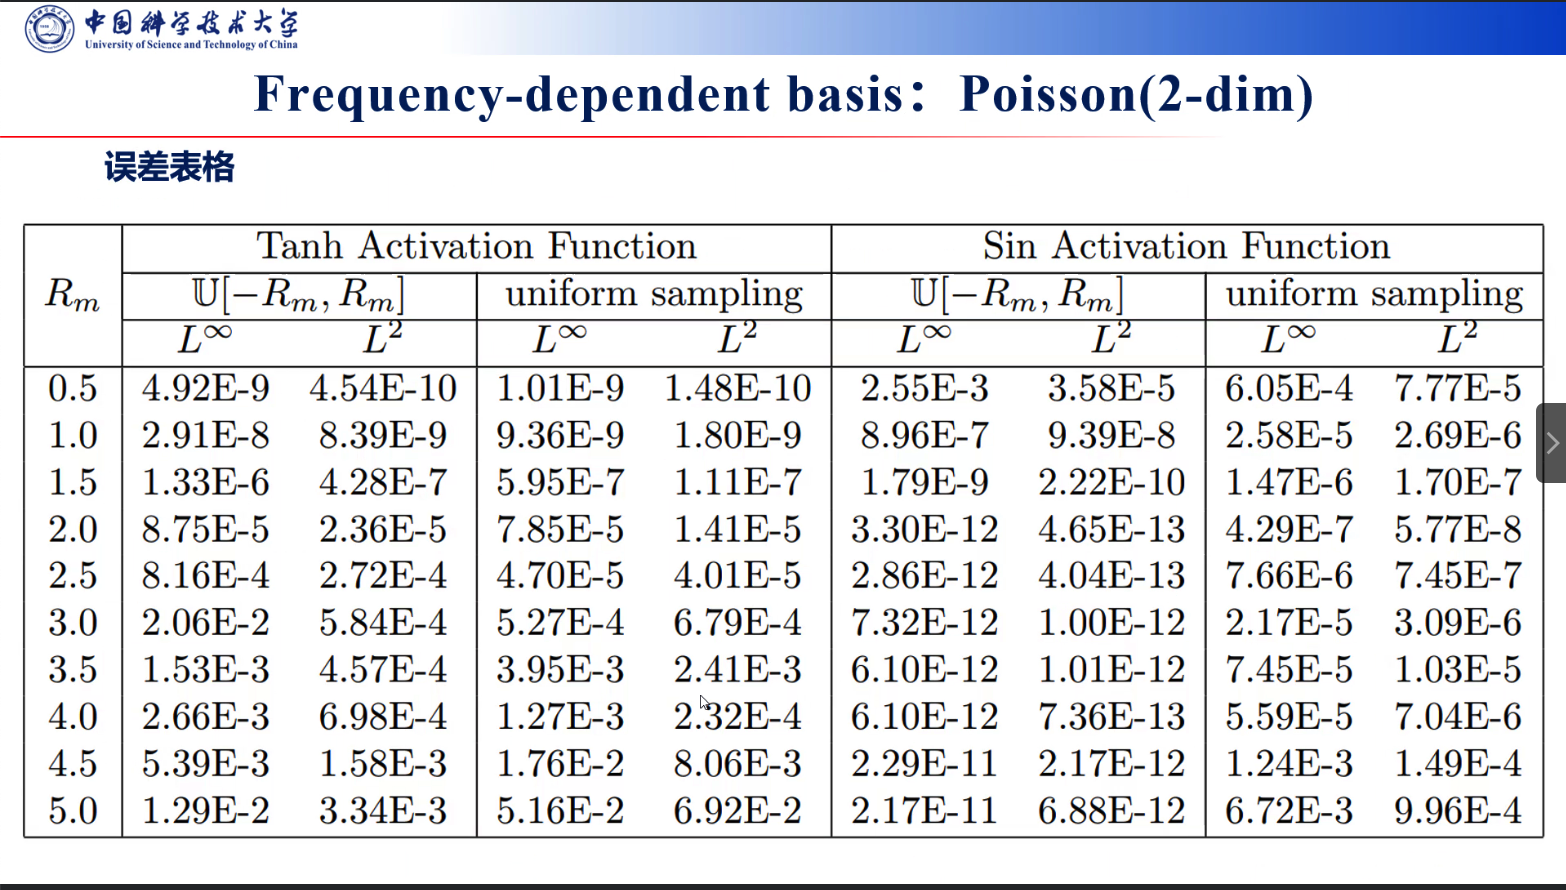 中国科学技术大学
University of Science and Technology of China
Frequency-dependent basis：Poisson(2-dim)
误差表格
Tanh Activation Function Sin Activation Function
R_m 𝕌[−R_m, R_m] uniform sampling 𝕌[−R_m, R_m] uniform sampling
L^∞ L² L^∞ L² L^∞ L² L^∞ L²
0.5 4.92E-9 4.54E-10 1.01E-9 1.48E-10 2.55E-3 3.58E-5 6.05E-4 7.77E-5
1.0 2.91E-8 8.39E-9 9.36E-9 1.80E-9 8.96E-7 9.39E-8 2.58E-5 2.69E-6
1.5 1.33E-6 4.28E-7 5.95E-7 1.11E-7 1.79E-9 2.22E-10 1.47E-6 1.70E-7
2.0 8.75E-5 2.36E-5 7.85E-5 1.41E-5 3.30E-12 4.65E-13 4.29E-7 5.77E-8
2.5 8.16E-4 2.72E-4 4.70E-5 4.01E-5 2.86E-12 4.04E-13 7.66E-6 7.45E-7
3.0 2.06E-2 5.84E-4 5.27E-4 6.79E-4 7.32E-12 1.00E-12 2.17E-5 3.09E-6
3.5 1.53E-3 4.57E-4 3.95E-3 2.41E-3 6.10E-12 1.01E-12 7.45E-5 1.03E-5
4.0 2.66E-3 6.98E-4 1.27E-3 2.32E-4 6.10E-12 7.36E-13 5.59E-5 7.04E-6
4.5 5.39E-3 1.58E-3 1.76E-2 8.06E-3 2.29E-11 2.17E-12 1.24E-3 1.49E-4
5.0 1.29E-2 3.34E-3 5.16E-2 6.92E-2 2.17E-11 6.88E-12 6.72E-3 9.96E-4